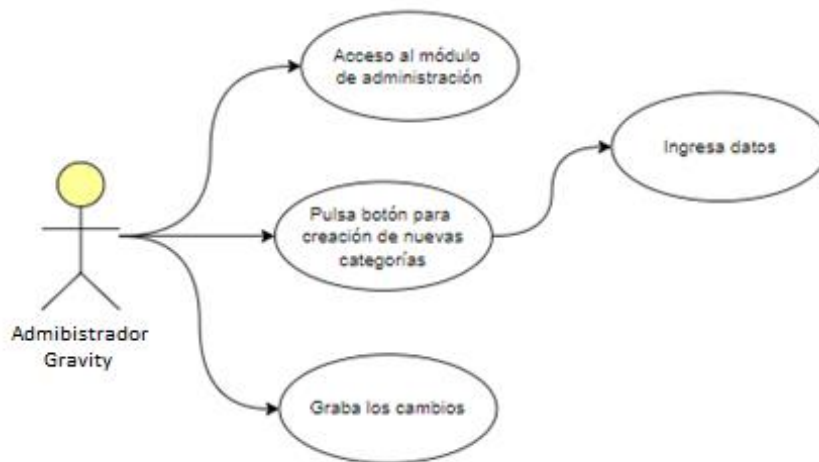 Acceso al módulo
de administración
Ingresa datos
Pulsa botón para
creación de nuevas
categorías
Admibistrador
Gravity
Graba los cambios